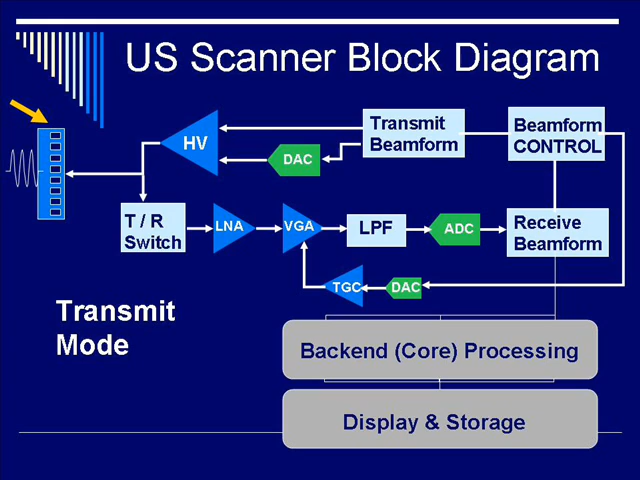 US Scanner Block Diagram
Transmit
Beamform
Beamform
CONTROL
HV
DAC
T / R
Switch
LNA
VGA
LPF
ADC
Receive
Beamform
TGC
DAC
Transmit
Mode
Backend (Core) Processing
Display & Storage